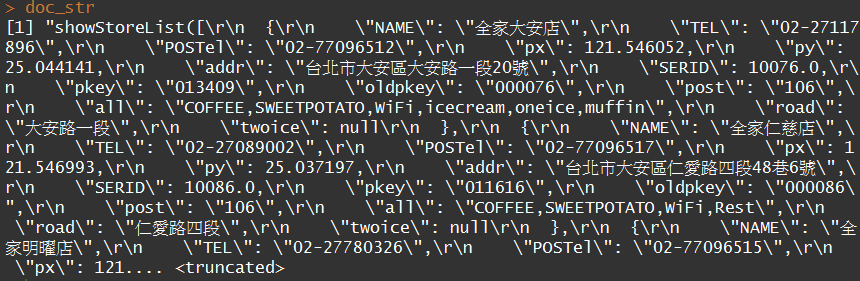 > doc_str
[1] "showStoreList([\r\n  {\r\n    \"NAME\": \"全家大安店\",\r\n    \"TEL\": \"02-27117
896\",\r\n    \"POSTel\": \"02-77096512\",\r\n    \"px\": 121.546052,\r\n    \"py\":
25.044141,\r\n    \"addr\": \"台北市大安區大安路一段20號\",\r\n    \"SERID\": 10076.0,\r\
n    \"pkey\": \"013409\",\r\n    \"oldpkey\": \"000076\",\r\n    \"post\": \"106\",\
r\n    \"all\": \"COFFEE,SWEETPOTATO,WiFi,icecream,oneice,muffin\",\r\n    \"road\":
\"大安路一段\",\r\n    \"twoice\": null\r\n  },\r\n  {\r\n    \"NAME\": \"全家仁慈店\",\
r\n    \"TEL\": \"02-27089002\",\r\n    \"POSTel\": \"02-77096517\",\r\n    \"px\": 1
21.546993,\r\n    \"py\": 25.037197,\r\n    \"addr\": \"台北市大安區仁愛路四段48巷6號\",\
r\n    \"SERID\": 10086.0,\r\n    \"pkey\": \"011616\",\r\n    \"oldpkey\": \"000086\
",\r\n    \"post\": \"106\",\r\n    \"all\": \"COFFEE,SWEETPOTATO,WiFi,Rest\",\r\n   
 \"road\": \"仁愛路四段\",\r\n    \"twoice\": null\r\n  },\r\n  {\r\n    \"NAME\": \"全
家明曜店\",\r\n    \"TEL\": \"02-27780326\",\r\n    \"POSTel\": \"02-77096515\",\r\n   
 \"px\": 121.... <truncated>